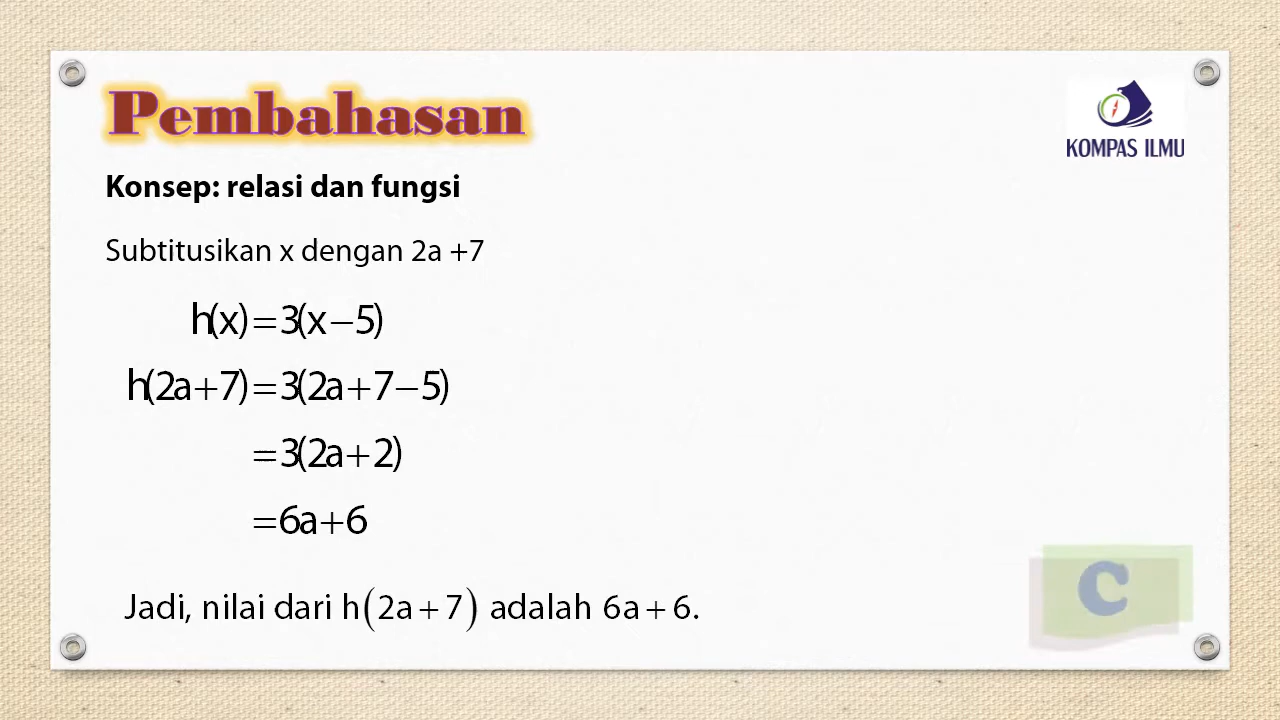 Pembahasan
KOMPAS ILMU
Konsep: relasi dan fungsi
Subtitusikan x dengan 2a +7
h(x)=3(x−5)
h(2a+7)=3(2a+7−5)
=3(2a+2)
=6a+6
Jadi, nilai dari h(2a+7) adalah 6a+6.
C